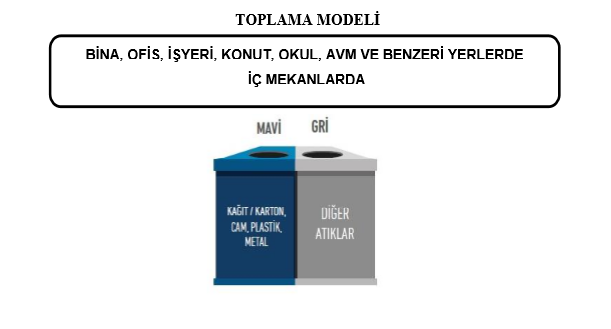 TOPLAMA MODELİ
BİNA, OFİS, İŞYERİ, KONUT, OKUL, AVM VE BENZERİ YERLERDE
İÇ MEKANLARDA
MAVİ GRİ
KAĞIT / KARTON,
CAM, PLASTİK,
METAL
DİĞER
ATIKLAR